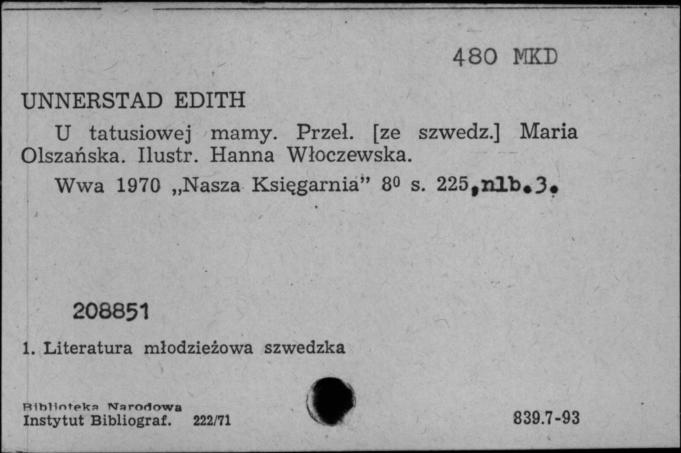 480 MKD
UNNERSTAD EDITH
U tatusiowej mamy. Przeł. [ze szwedz.] Maria
Olszańska. Ilustr. Hanna Włoczewska.
Wwa 1970 „Nasza Księgarnia” 8⁰ s. 225,nlb.3.
208851
1. Literatura młodzieżowa szwedzka
Biblioteka Narodowa
Instytut Bibliograf. 222/71
839.7-93